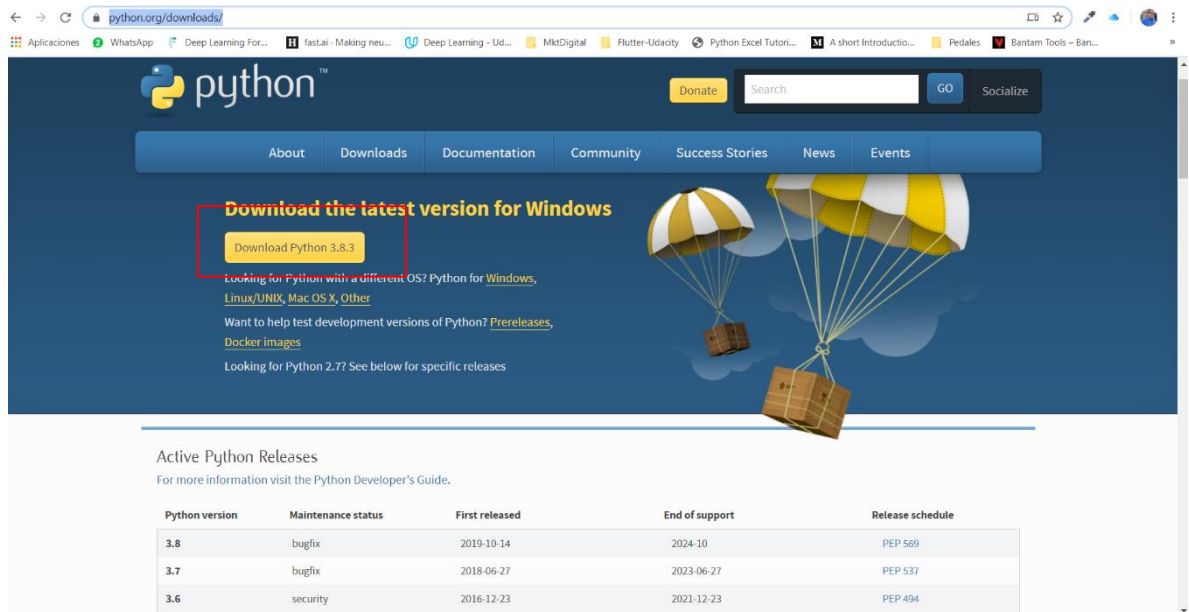 python.org/downloads/
Aplicaciones WhatsApp Deep Learning For... fast.ai · Making neu... Deep Learning - Ud... MktDigital Flutter-Udacity Python Excel Tutori... A short Introductio... Pedales Bantam Tools – Ban... »
python™
Donate Search GO Socialize
About Downloads Documentation Community Success Stories News Events
Download the latest version for Windows
Download Python 3.8.3
Looking for Python with a different OS? Python for Windows,
Linux/UNIX, Mac OS X, Other
Want to help test development versions of Python? Prereleases,
Docker images
Looking for Python 2.7? See below for specific releases
Active Python Releases
For more information visit the Python Developer's Guide.
Python version Maintenance status First released End of support Release schedule
3.8 bugfix 2019-10-14 2024-10 PEP 569
3.7 bugfix 2018-06-27 2023-06-27 PEP 537
3.6 security 2016-12-23 2021-12-23 PEP 494